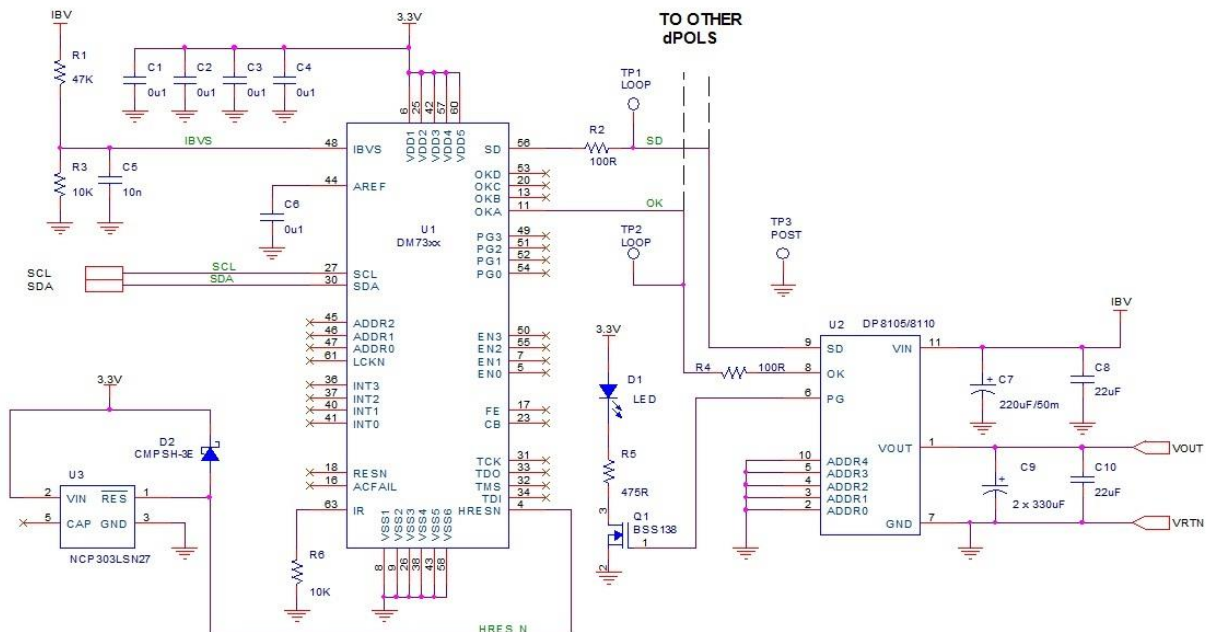 IBV
3.3V
TO OTHER
dPOLS
R1
47K
C1
0u1
C2
0u1
C3
0u1
C4
0u1
TP1
LOOP
6
25
42
57
60
VDD1
VDD2
VDD3
VDD4
VDD5
IBVS
48
IBVS
SD
56
R2
100R
SD
R3
10K
C5
10n
44
AREF
OKD
53
OKC
20
OKB
13
OKA
11
OK
C6
0u1
U1
DM73xx
PG3
49
PG2
51
PG1
52
PG0
54
TP2
LOOP
TP3
POST
SCL
SDA
SCL
SDA
27
30
SCL
SDA
45
ADDR2
46
ADDR1
47
ADDR0
61
LCKN
EN3
50
EN2
55
EN1
7
EN0
5
36
INT3
37
INT2
40
INT1
41
INT0
FE
17
CB
23
18
RESN
16
ACFAIL
63
IR
TCK
31
TDO
33
TMS
32
TDI
34
HRESN
4
VSS1
VSS2
VSS3
VSS4
VSS5
VSS6
8
9
26
38
43
58
R6
10K
HRES_N
3.3V
D2
CMPSH-3E
U3
2
VIN
RES
1
5
CAP
GND
3
NCP303LSN27
3.3V
D1
LED
R5
475R
3
Q1
BSS138
1
2
R4
100R
U2
DP8105/8110
IBV
9
SD
VIN
11
8
OK
6
PG
C7
220uF/50m
C8
22uF
VOUT
1
VOUT
10
ADDR4
5
ADDR3
4
ADDR2
3
ADDR1
2
ADDR0
C9
2 x 330uF
C10
22uF
GND
7
VRTN